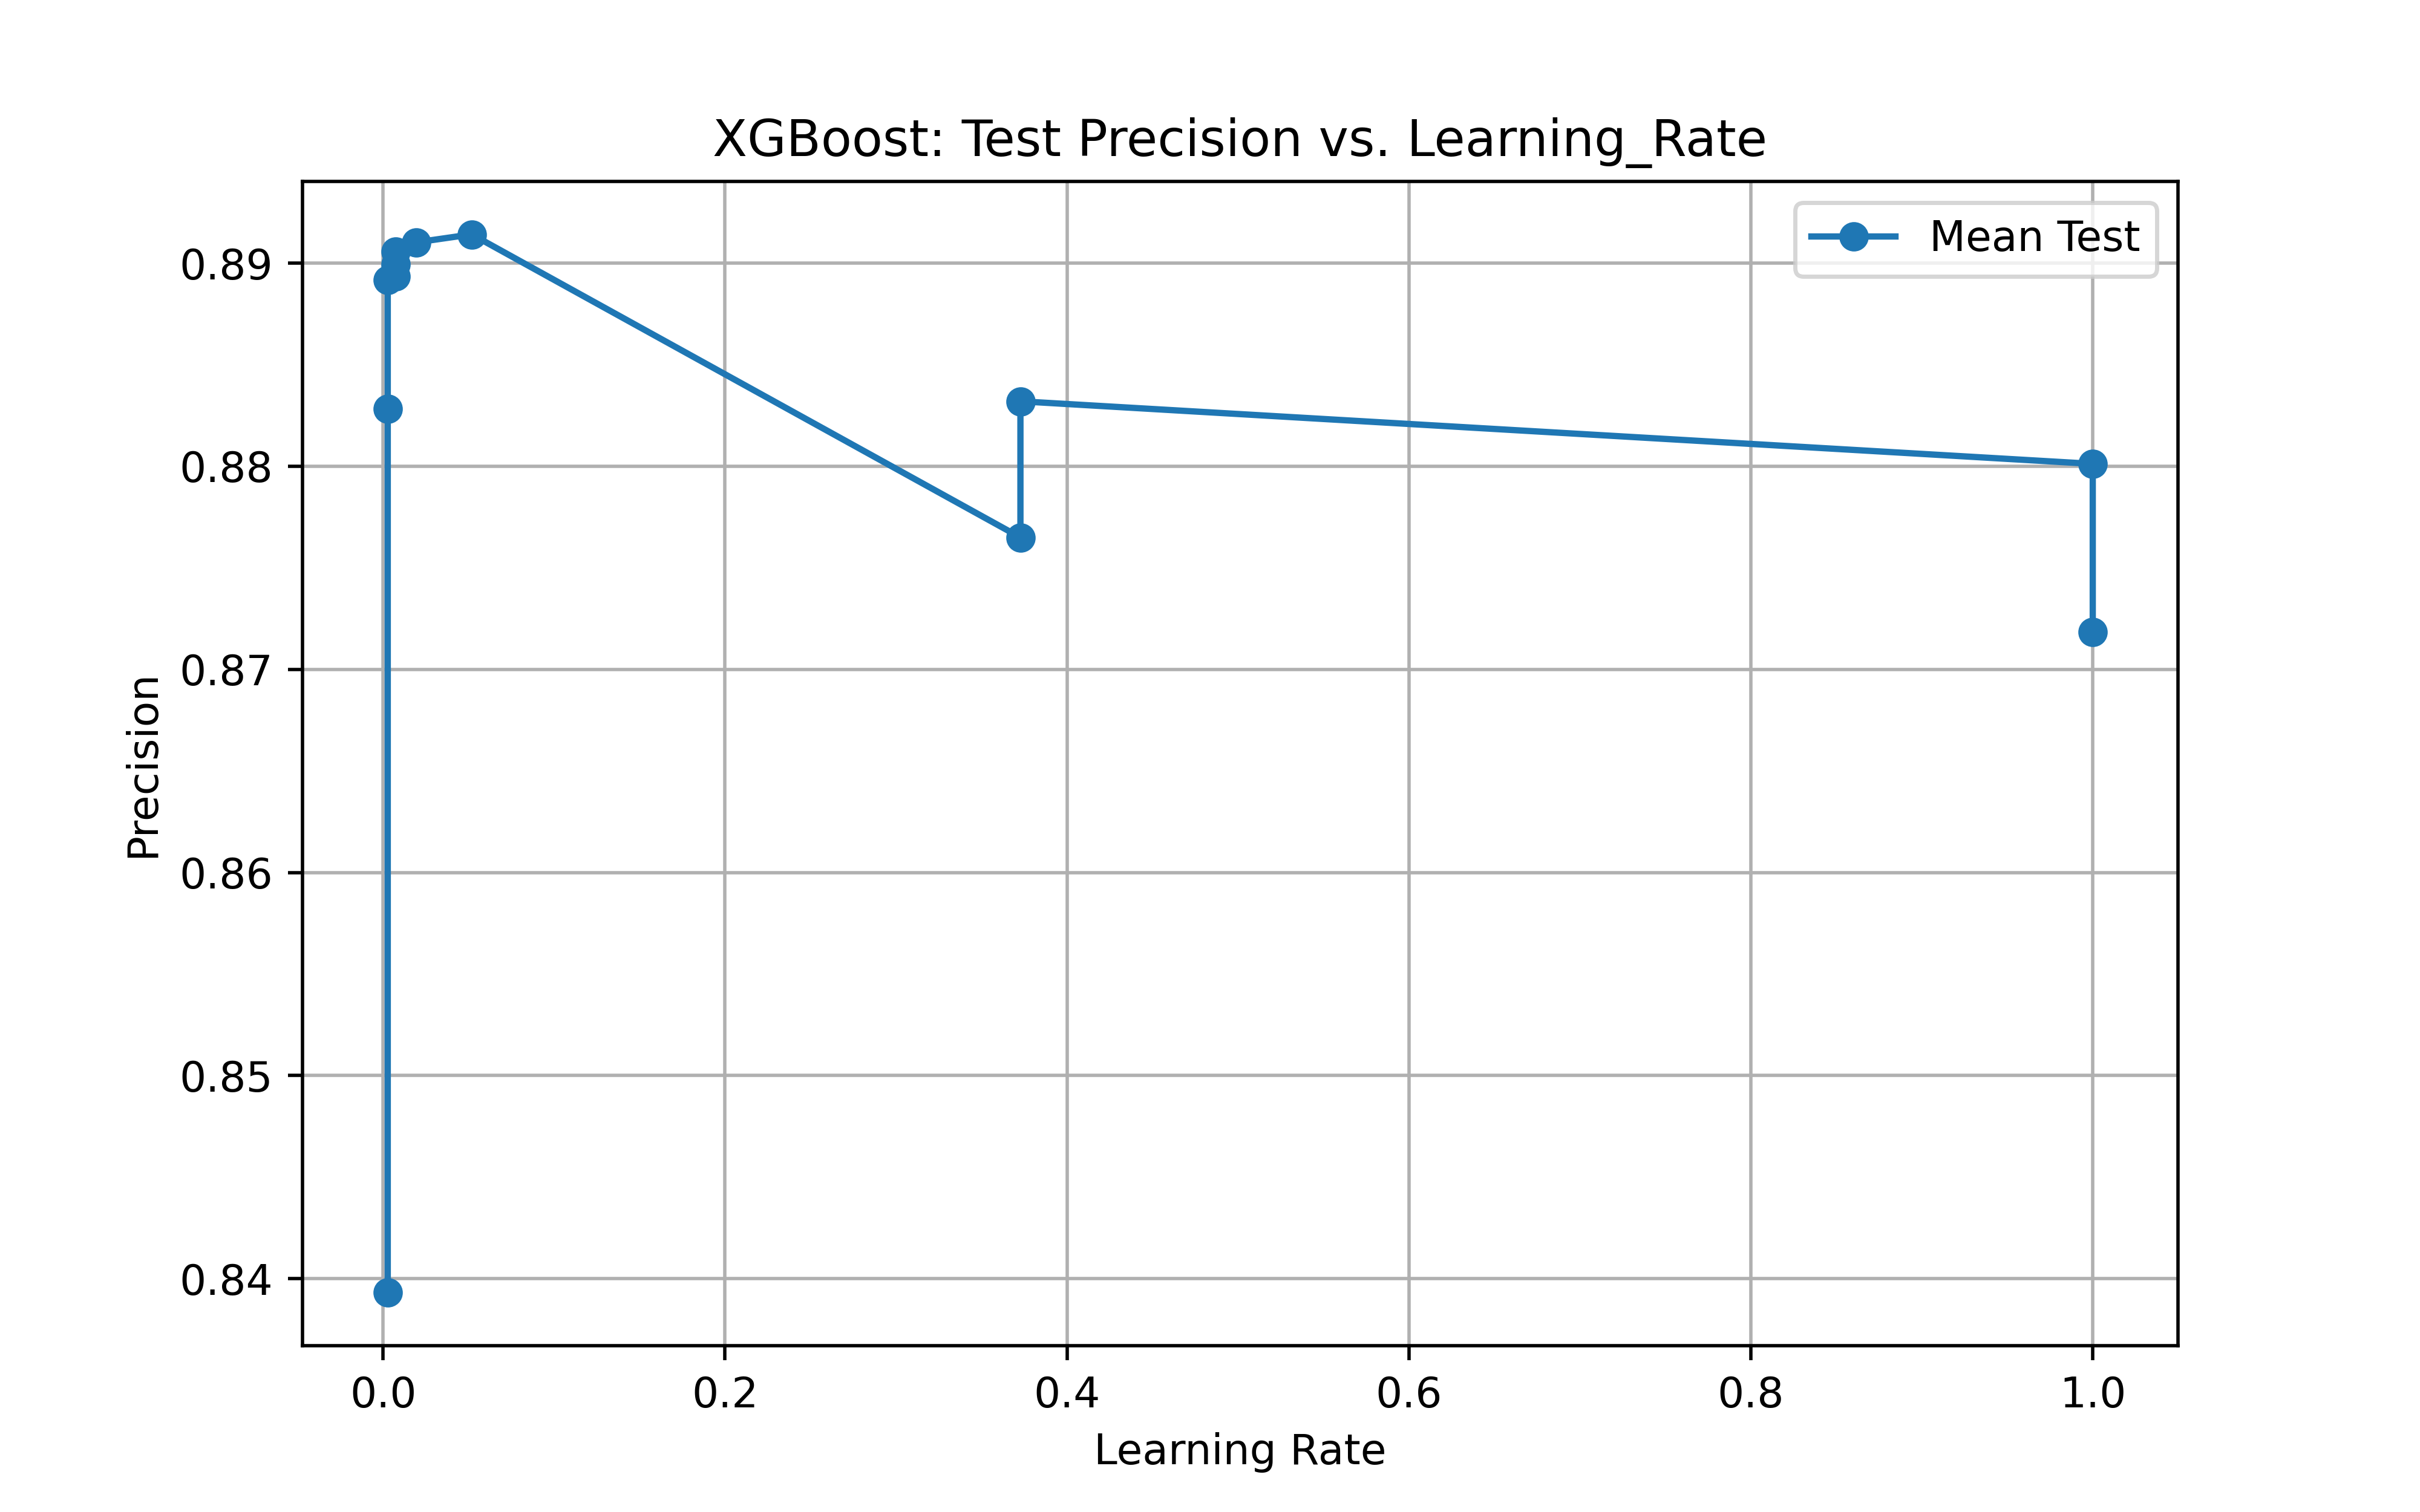 XGBoost: Test Precision vs. Learning_Rate
Mean Test
0.89
0.88
0.87
0.86
0.85
0.84
Precision
0.0 0.2 0.4 0.6 0.8 1.0
Learning Rate